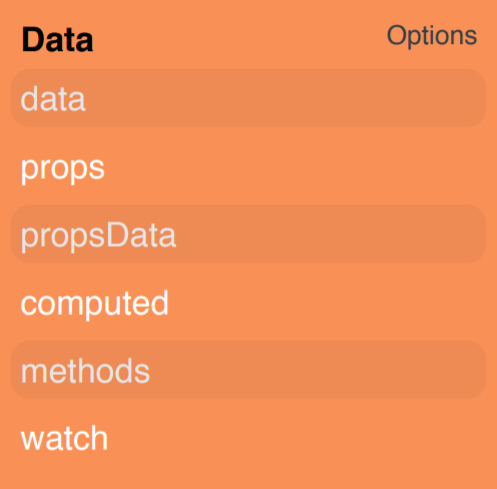 Data Options
data
props
propsData
computed
methods
watch